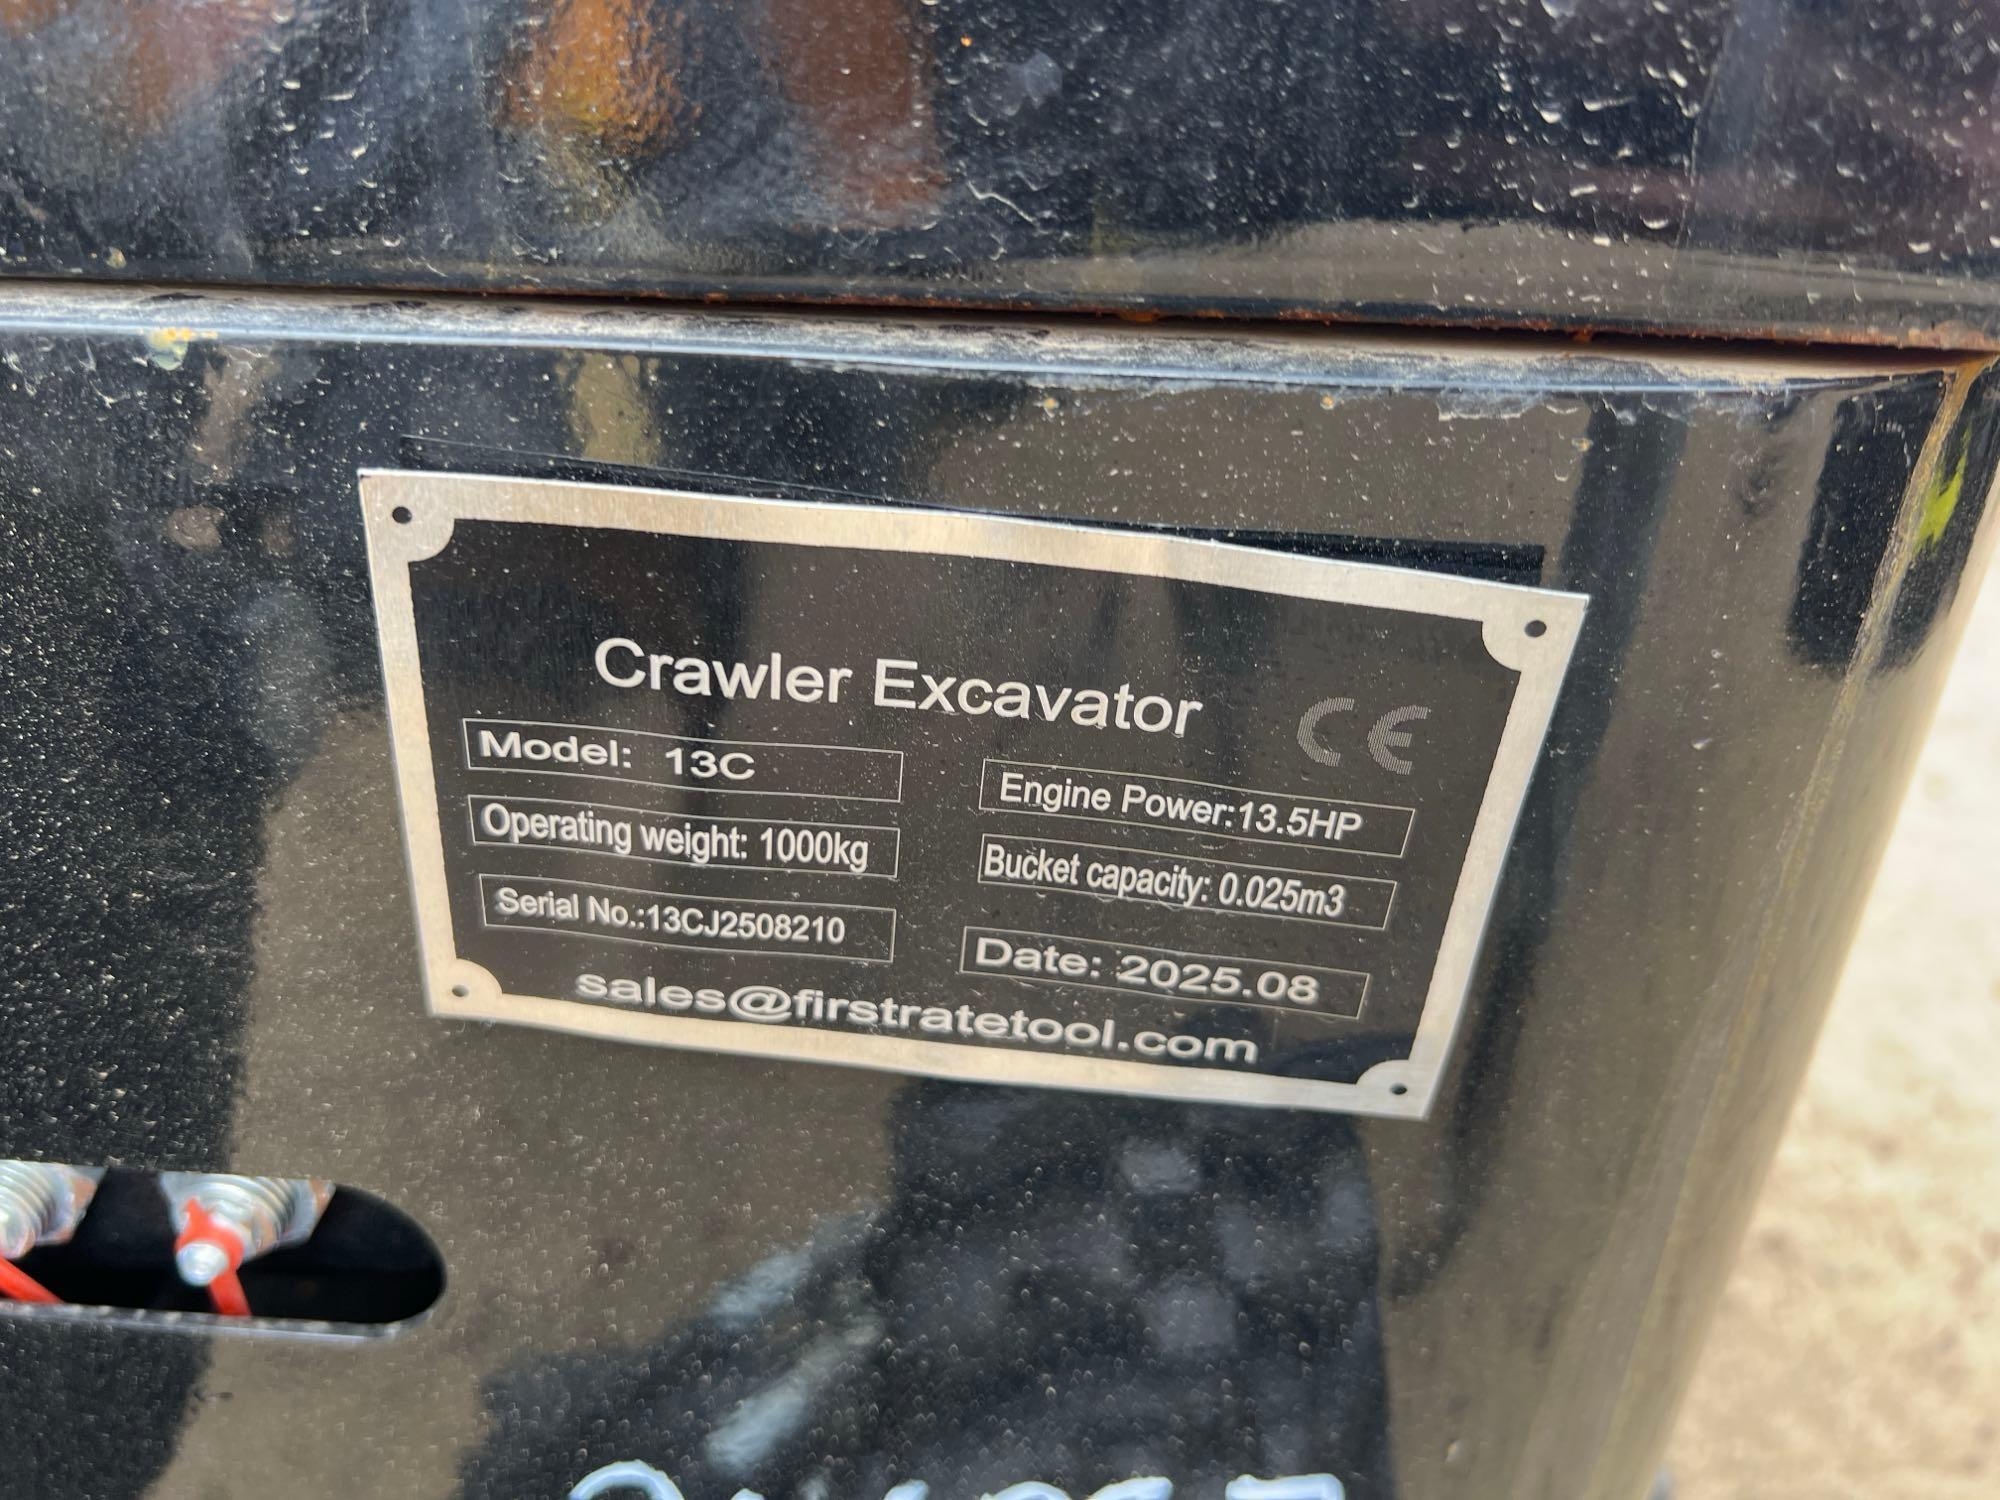 Crawler Excavator
CE
Model: 13C
Engine Power:13.5HP
Operating weight: 1000kg
Bucket capacity: 0.025m3
Serial No.:13CJ2508210
Date: 2025.08
sales@firstratetool.com